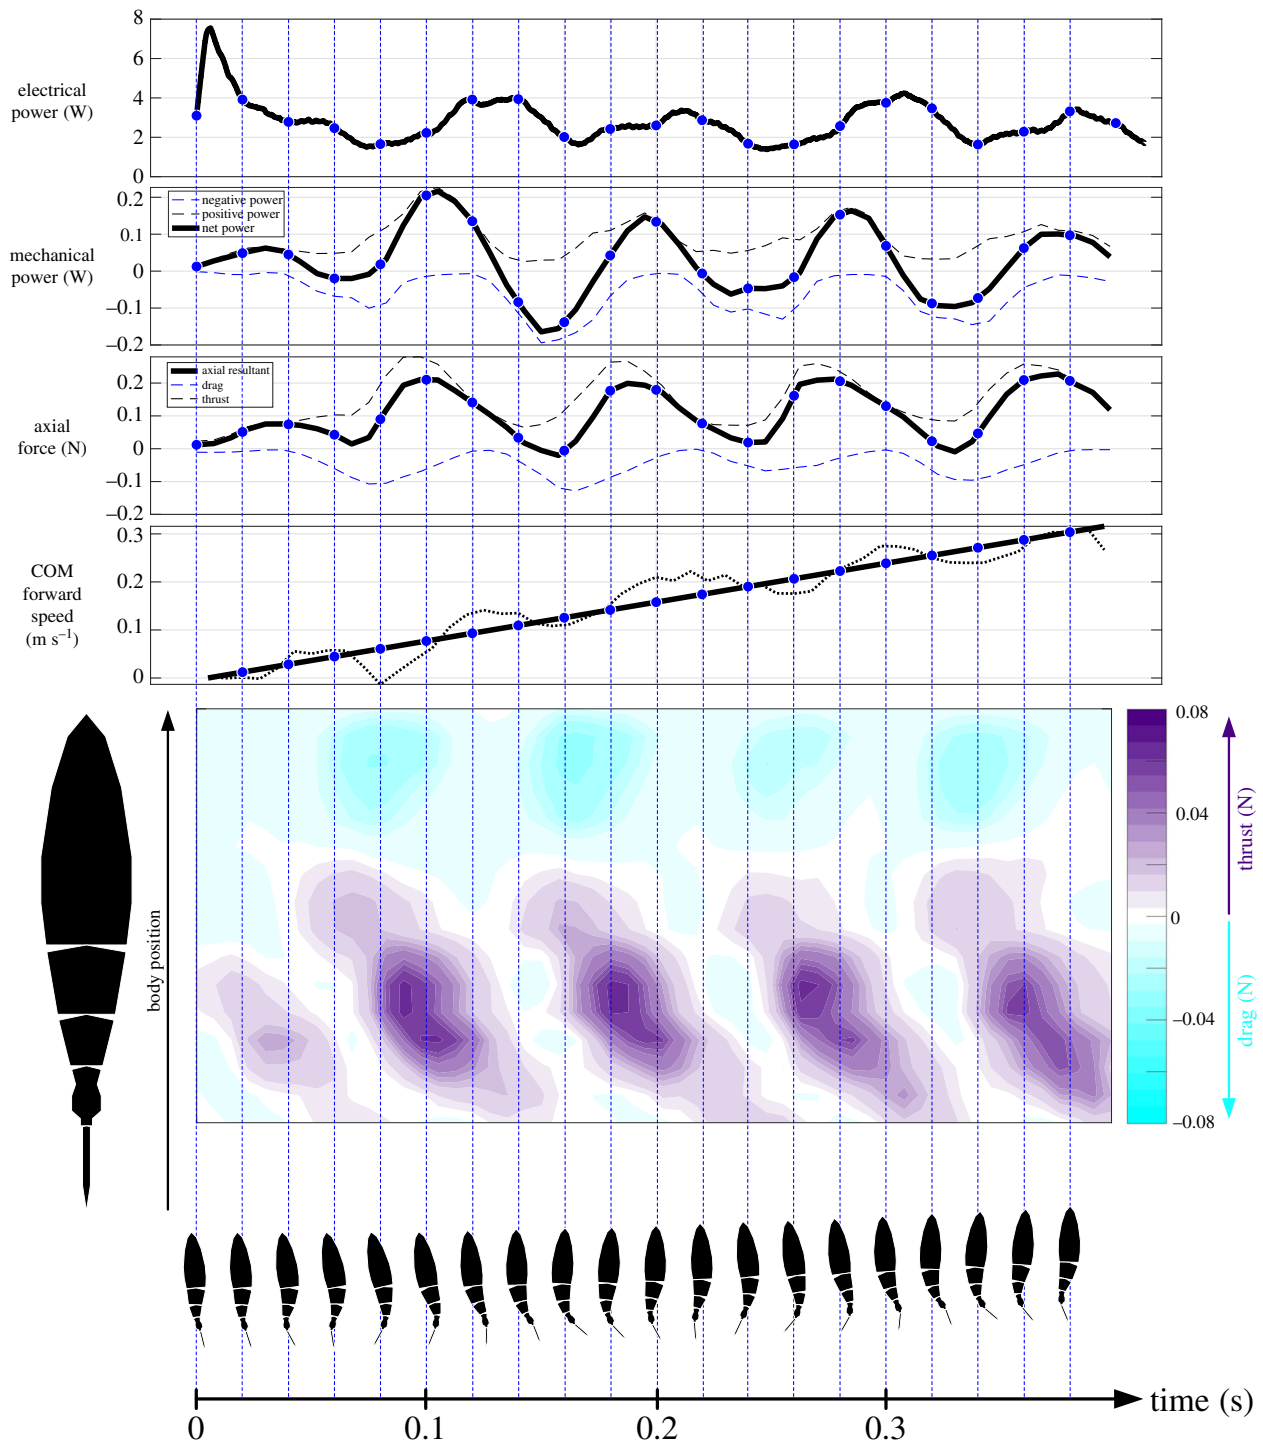 electrical
power (W)
8
6
4
2
0
mechanical
power (W)
0.2
0.1
0
–0.1
–0.2
negative power
positive power
net power
axial
force (N)
0.2
0.1
0
–0.1
–0.2
axial resultant
drag
thrust
COM
forward
speed
(m s–1)
0.3
0.2
0.1
0
body position
0.08
0.04
0
–0.04
–0.08
thrust (N)
drag (N)
0
0.1
0.2
0.3
time (s)